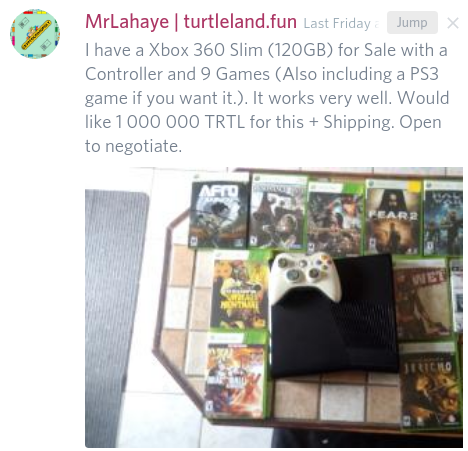 MrLahaye | turtleland.fun Last Friday Jump
I have a Xbox 360 Slim (120GB) for Sale with a
Controller and 9 Games (Also including a PS3
game if you want it.). It works very well. Would
like 1 000 000 TRTL for this + Shipping. Open
to negotiate.
AFRO
F.E.A.R.2
HALO
WET
NIGHTMARE
JERICHO